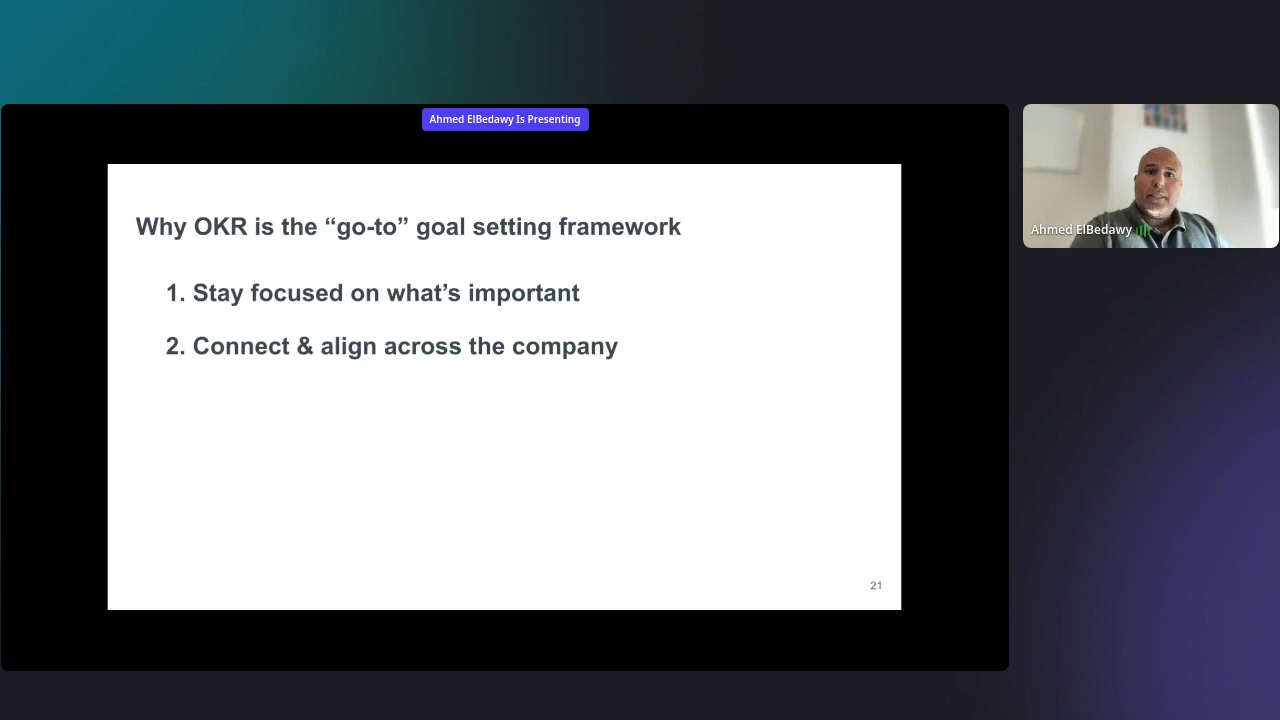 Ahmed ElBedawy Is Presenting
Why OKR is the “go-to” goal setting framework
1. Stay focused on what’s important
2. Connect & align across the company
21
Ahmed ElBedawy